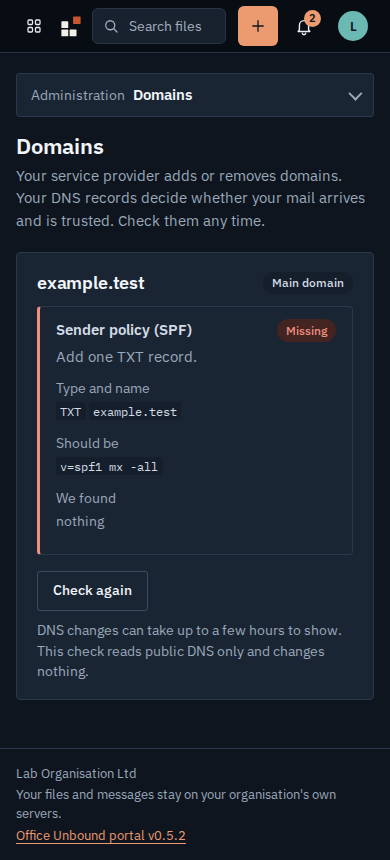 Search files
2
L
Administration Domains
Domains
Your service provider adds or removes domains.
Your DNS records decide whether your mail arrives
and is trusted. Check them any time.
example.test
Main domain
Sender policy (SPF)
Missing
Add one TXT record.
Type and name
TXT example.test
Should be
v=spf1 mx -all
We found
nothing
Check again
DNS changes can take up to a few hours to show.
This check reads public DNS only and changes
nothing.
Lab Organisation Ltd
Your files and messages stay on your organisation's own
servers.
Office Unbound portal v0.5.2